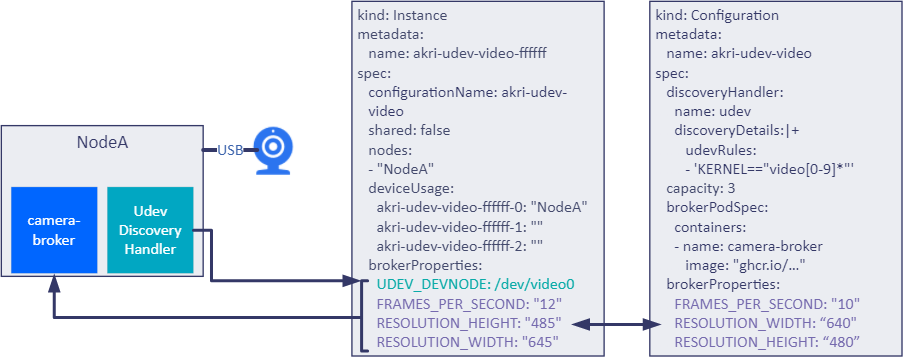 NodeA
USB
camera-
broker
Udev
Discovery
Handler
kind: Instance
metadata:
name: akri-udev-video-ffffff
spec:
configurationName: akri-udev-
video
shared: false
nodes:
- "NodeA"
deviceUsage:
akri-udev-video-ffffff-0: "NodeA"
akri-udev-video-ffffff-1: ""
akri-udev-video-ffffff-2: ""
brokerProperties:
UDEV_DEVNODE: /dev/video0
FRAMES_PER_SECOND: "12"
RESOLUTION_HEIGHT: "485"
RESOLUTION_WIDTH: "645"
kind: Configuration
metadata:
name: akri-udev-video
spec:
discoveryHandler:
name: udev
discoveryDetails:|+
udevRules:
- 'KERNEL=="video[0-9]*"'
capacity: 3
brokerPodSpec:
containers:
- name: camera-broker
image: "ghcr.io/…"
brokerProperties:
FRAMES_PER_SECOND: "10"
RESOLUTION_WIDTH: “640"
RESOLUTION_HEIGHT: “480”